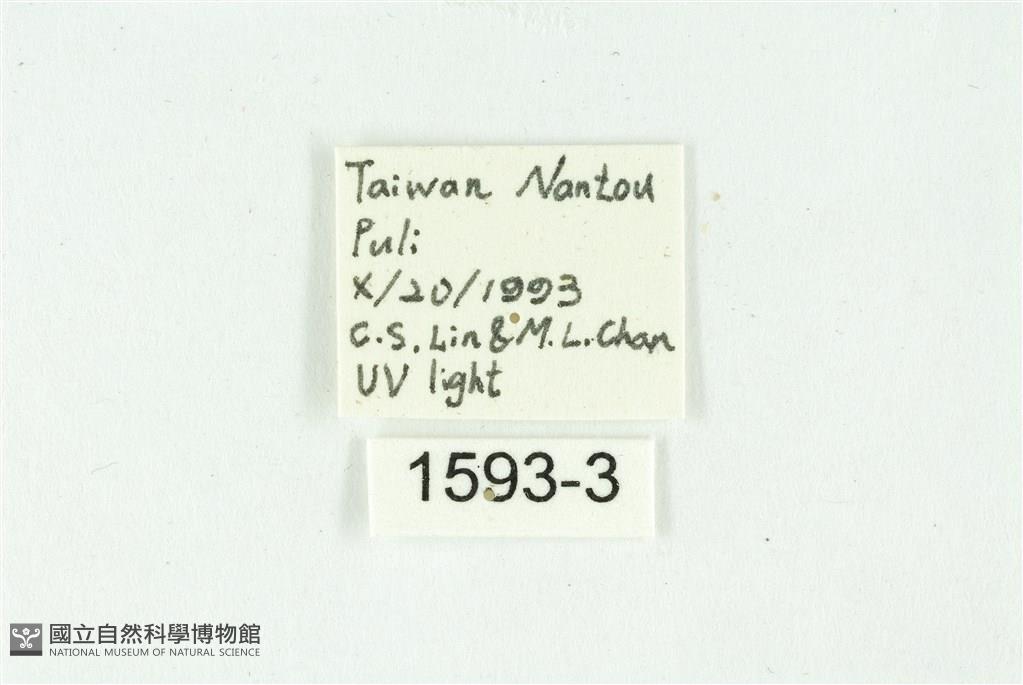 Taiwan Nantou
Puli
X/20/1993
C.S. Lin & M.L. Chan
UV light
1593-3
國立自然科學博物館
NATIONAL MUSEUM OF NATURAL SCIENCE